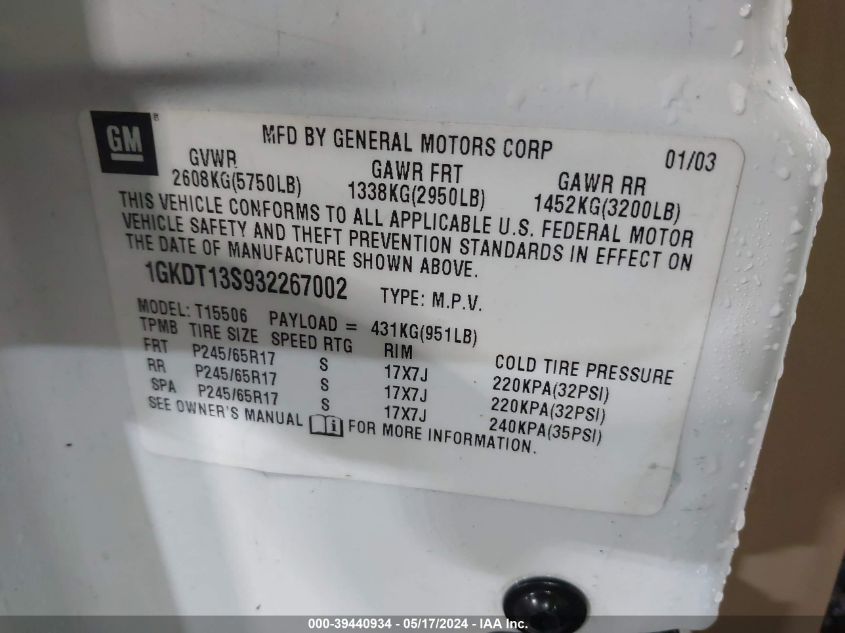 GM ®
MFD BY GENERAL MOTORS CORP 01/03
GVWR GAWR FRT GAWR RR
2608KG(5750LB) 1338KG(2950LB) 1452KG(3200LB)
THIS VEHICLE CONFORMS TO ALL APPLICABLE U.S. FEDERAL MOTOR
VEHICLE SAFETY AND THEFT PREVENTION STANDARDS IN EFFECT ON
THE DATE OF MANUFACTURE SHOWN ABOVE.
1GKDT13S932267002 TYPE: M.P.V.
MODEL: T15506 PAYLOAD = 431KG(951LB)
TPMB TIRE SIZE SPEED RTG RIM COLD TIRE PRESSURE
FRT P245/65R17 S 17X7J 220KPA(32PSI)
RR P245/65R17 S 17X7J 220KPA(32PSI)
SPA P245/65R17 S 17X7J 240KPA(35PSI)
SEE OWNER'S MANUAL i FOR MORE INFORMATION.
000-39440934 - 05/17/2024 - IAA Inc.